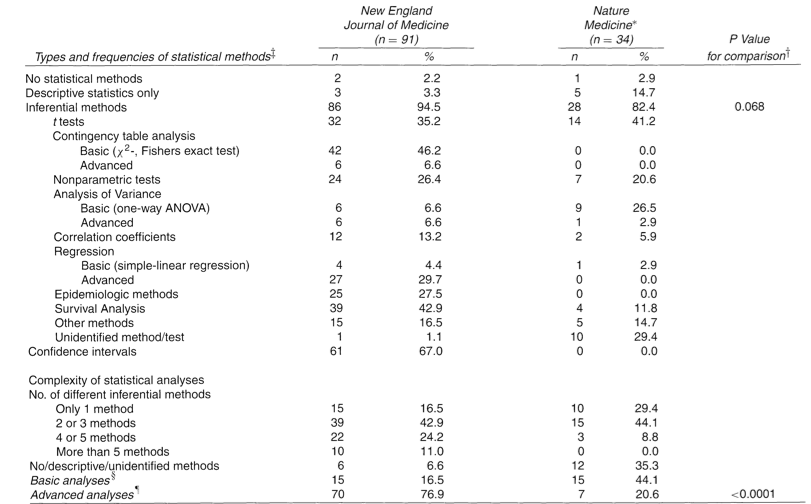 New England Nature
Journal of Medicine Medicine* P Value
(n = 91) (n = 34)
Types and frequencies of statistical methods‡ n % n % for comparison†
No statistical methods 2 2.2 1 2.9
Descriptive statistics only 3 3.3 5 14.7
Inferential methods 86 94.5 28 82.4 0.068
t tests 32 35.2 14 41.2
Contingency table analysis
Basic (χ²-, Fishers exact test) 42 46.2 0 0.0
Advanced 6 6.6 0 0.0
Nonparametric tests 24 26.4 7 20.6
Analysis of Variance
Basic (one-way ANOVA) 6 6.6 9 26.5
Advanced 6 6.6 1 2.9
Correlation coefficients 12 13.2 2 5.9
Regression
Basic (simple-linear regression) 4 4.4 1 2.9
Advanced 27 29.7 0 0.0
Epidemiologic methods 25 27.5 0 0.0
Survival Analysis 39 42.9 4 11.8
Other methods 15 16.5 5 14.7
Unidentified method/test 1 1.1 10 29.4
Confidence intervals 61 67.0 0 0.0
Complexity of statistical analyses
No. of different inferential methods
Only 1 method 15 16.5 10 29.4
2 or 3 methods 39 42.9 15 44.1
4 or 5 methods 22 24.2 3 8.8
More than 5 methods 10 11.0 0 0.0
No/descriptive/unidentified methods 6 6.6 12 35.3
Basic analyses§ 15 16.5 15 44.1
Advanced analyses¶ 70 76.9 7 20.6 <0.0001